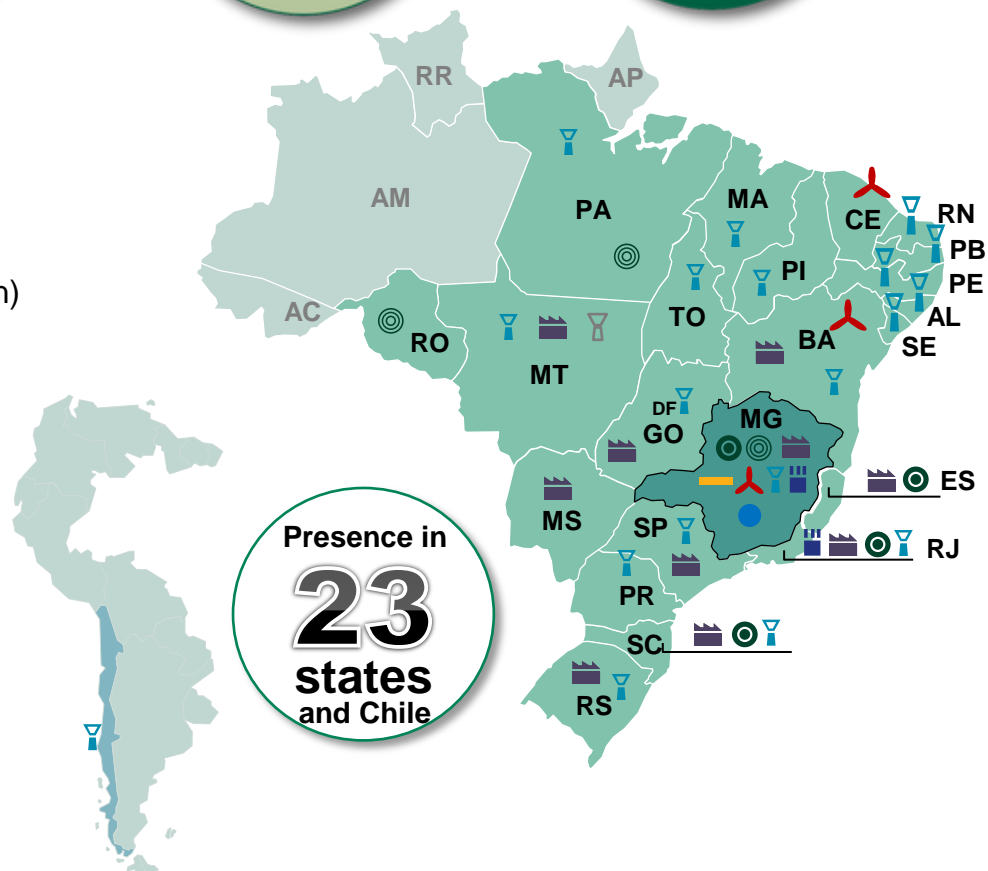 RR
AP
AM
PA
MA
CE
RN
PB
PI
PE
n)
AC
TO
AL
RO
BA
SE
MT
DF
GO
MG
ES
MS
SP
Presence in
RJ
23
PR
states
SC
and Chile
RS